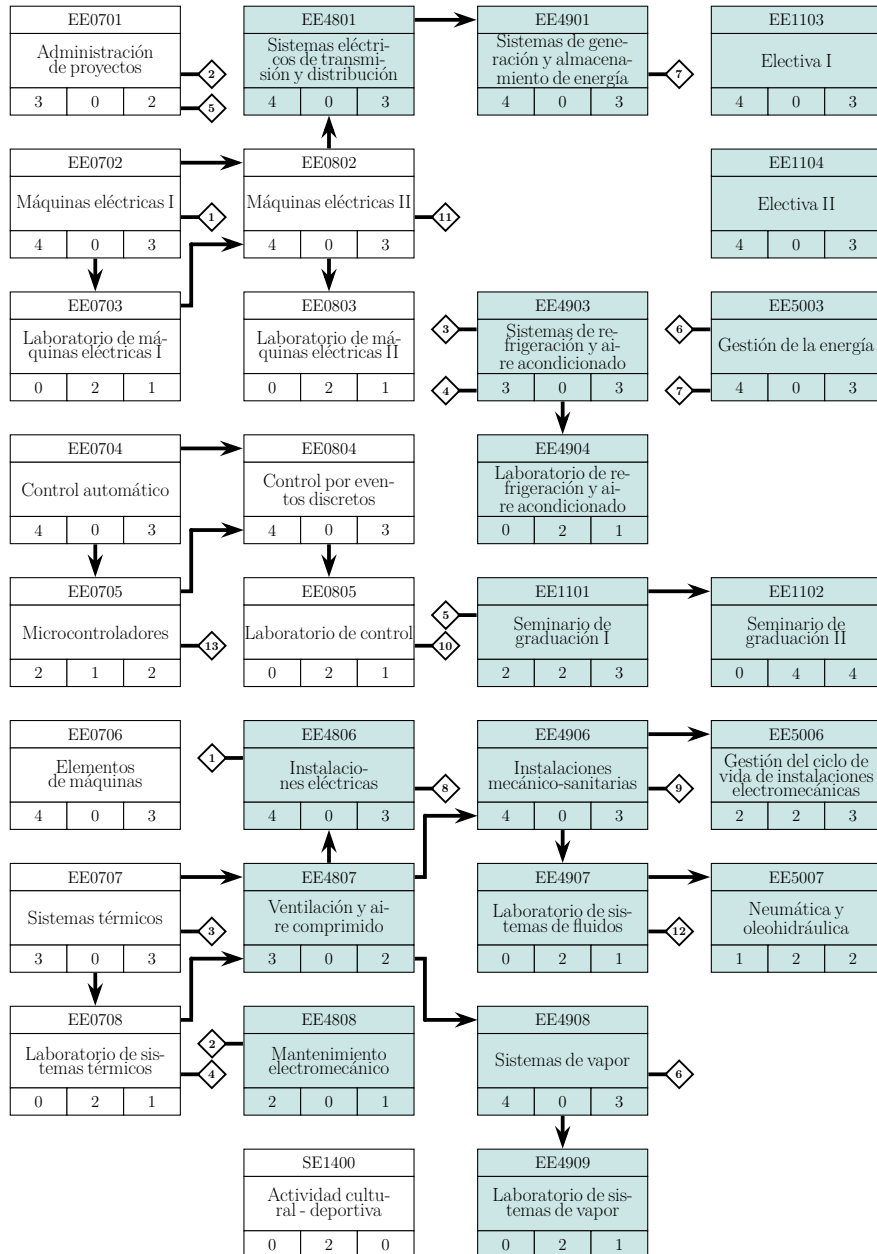 EE0701
Administración
de proyectos
2
3 0 2
5
EE4801
Sistemas eléctri-
cos de transmi-
sión y distribución
4 0 3
EE4901
Sistemas de gene-
ración y almacena-
miento de energía
7
4 0 3
EE1103
Electiva I
4 0 3
EE0702
Máquinas eléctricas I
1
4 0 3
EE0802
Máquinas eléctricas II
11
4 0 3
EE1104
Electiva II
4 0 3
EE0703
Laboratorio de má-
quinas eléctricas I
0 2 1
EE0803
Laboratorio de má-
quinas eléctricas II
0 2 1
3
4
EE4903
Sistemas de re-
frigeración y ai-
re acondicionado
3 0 3
6
7
EE5003
Gestión de la energía
4 0 3
EE0704
Control automático
4 0 3
EE0804
Control por even-
tos discretos
4 0 3
EE4904
Laboratorio de re-
frigeración y ai-
re acondicionado
0 2 1
EE0705
Microcontroladores
13
2 1 2
EE0805
Laboratorio de control
10
0 2 1
5
EE1101
Seminario de
graduación I
2 2 3
EE1102
Seminario de
graduación II
0 4 4
EE0706
Elementos
de máquinas
4 0 3
1
EE4806
Instalacio-
nes eléctricas
8
4 0 3
EE4906
Instalaciones
mecánico-sanitarias
9
4 0 3
EE5006
Gestión del ciclo de
vida de instalaciones
electromecánicas
2 2 3
EE0707
Sistemas térmicos
3
3 0 3
EE4807
Ventilación y ai-
re comprimido
3 0 2
EE4907
Laboratorio de sis-
temas de fluidos
12
0 2 1
EE5007
Neumática y
oleohidráulica
1 2 2
EE0708
Laboratorio de sis-
temas térmicos
4
0 2 1
2
EE4808
Mantenimiento
electromecánico
2 0 1
EE4908
Sistemas de vapor
6
4 0 3
SE1400
Actividad cultu-
ral - deportiva
0 2 0
EE4909
Laboratorio de sis-
temas de vapor
0 2 1